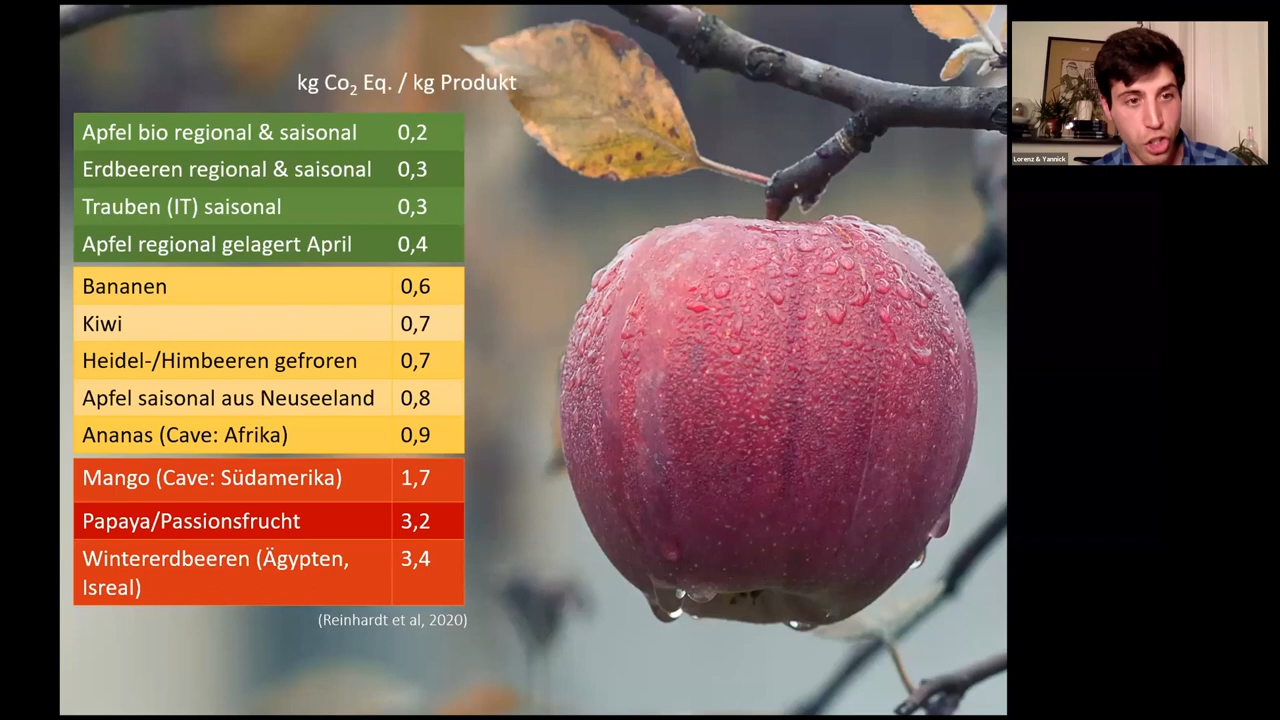 kg Co₂ Eq. / kg Produkt
Apfel bio regional & saisonal 0,2
Erdbeeren regional & saisonal 0,3
Trauben (IT) saisonal 0,3
Apfel regional gelagert April 0,4
Bananen 0,6
Kiwi 0,7
Heidel-/Himbeeren gefroren 0,7
Apfel saisonal aus Neuseeland 0,8
Ananas (Cave: Afrika) 0,9
Mango (Cave: Südamerika) 1,7
Papaya/Passionsfrucht 3,2
Wintererdbeeren (Ägypten, 3,4
Isreal)
(Reinhardt et al, 2020)
Lorenz & Yannick